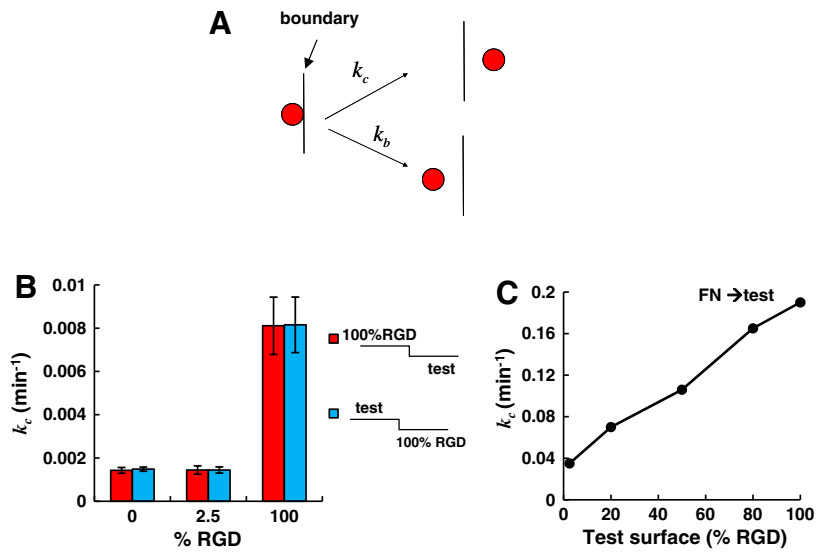 A
boundary
k_c
k_b
B
k_c (min⁻¹)
0.01
0.008
0.006
0.004
0.002
0
0 2.5 100
% RGD
100%RGD
test
test
100% RGD
C
k_c (min⁻¹)
FN →test
0.2
0.16
0.12
0.08
0.04
0
0 20 40 60 80 100
Test surface (% RGD)